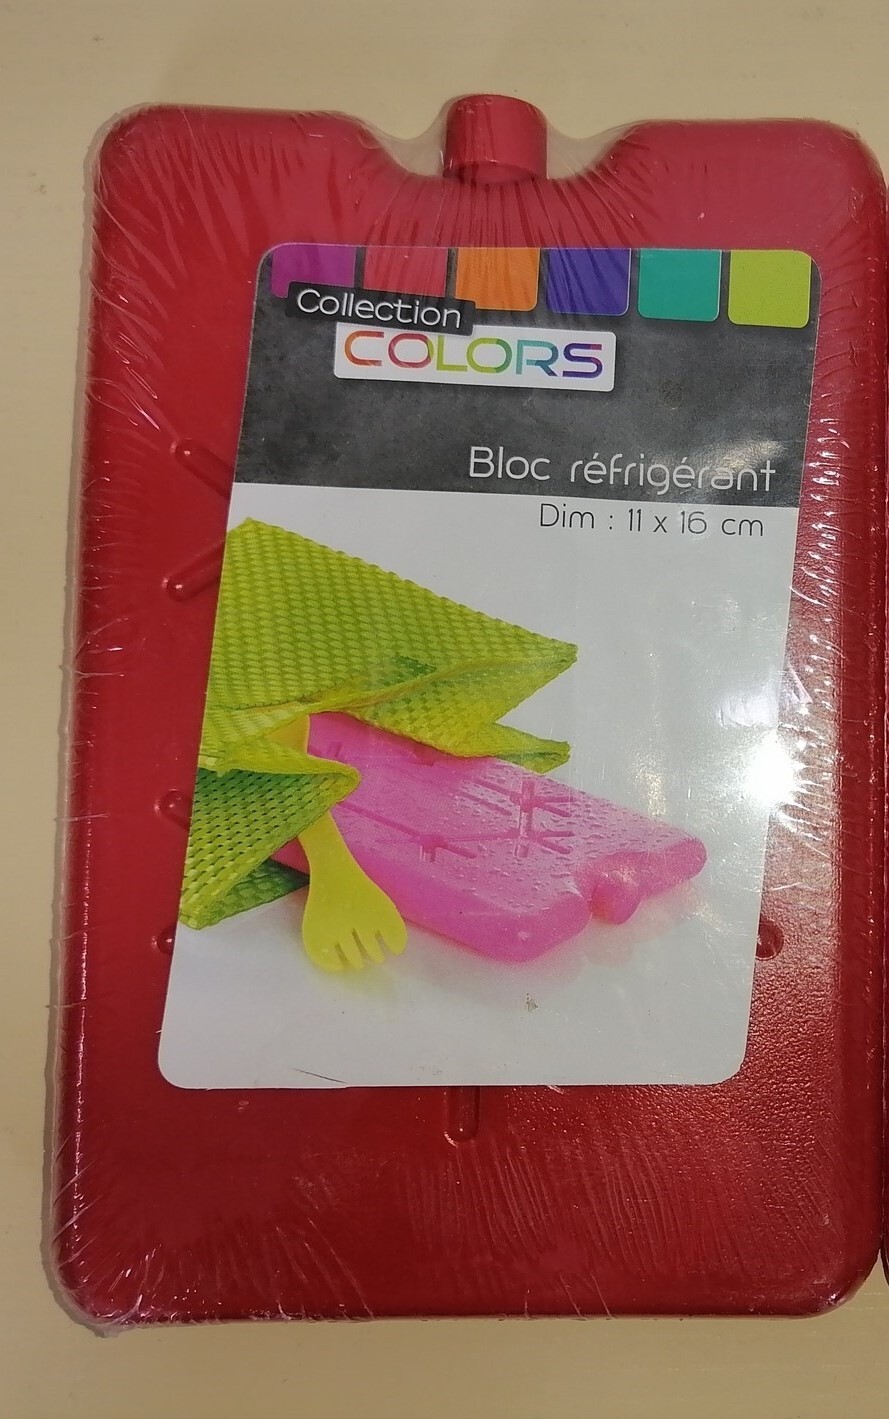 Collection
COLORS
Bloc réfrigérant
Dim : 11 x 16 cm